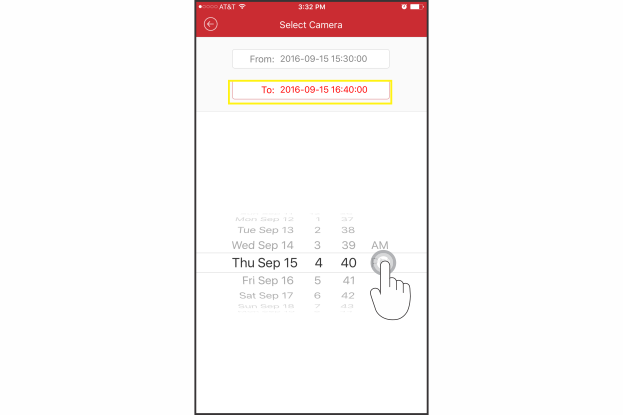 AT&T 3:32 PM
Select Camera
From: 2016-09-15 15:30:00
To: 2016-09-15 16:40:00
Mon Sep 12 1 37
Tue Sep 13 2 38
Wed Sep 14 3 39 AM
Thu Sep 15 4 40
Fri Sep 16 5 41
Sat Sep 17 6 42
Sun Sep 18 7 43